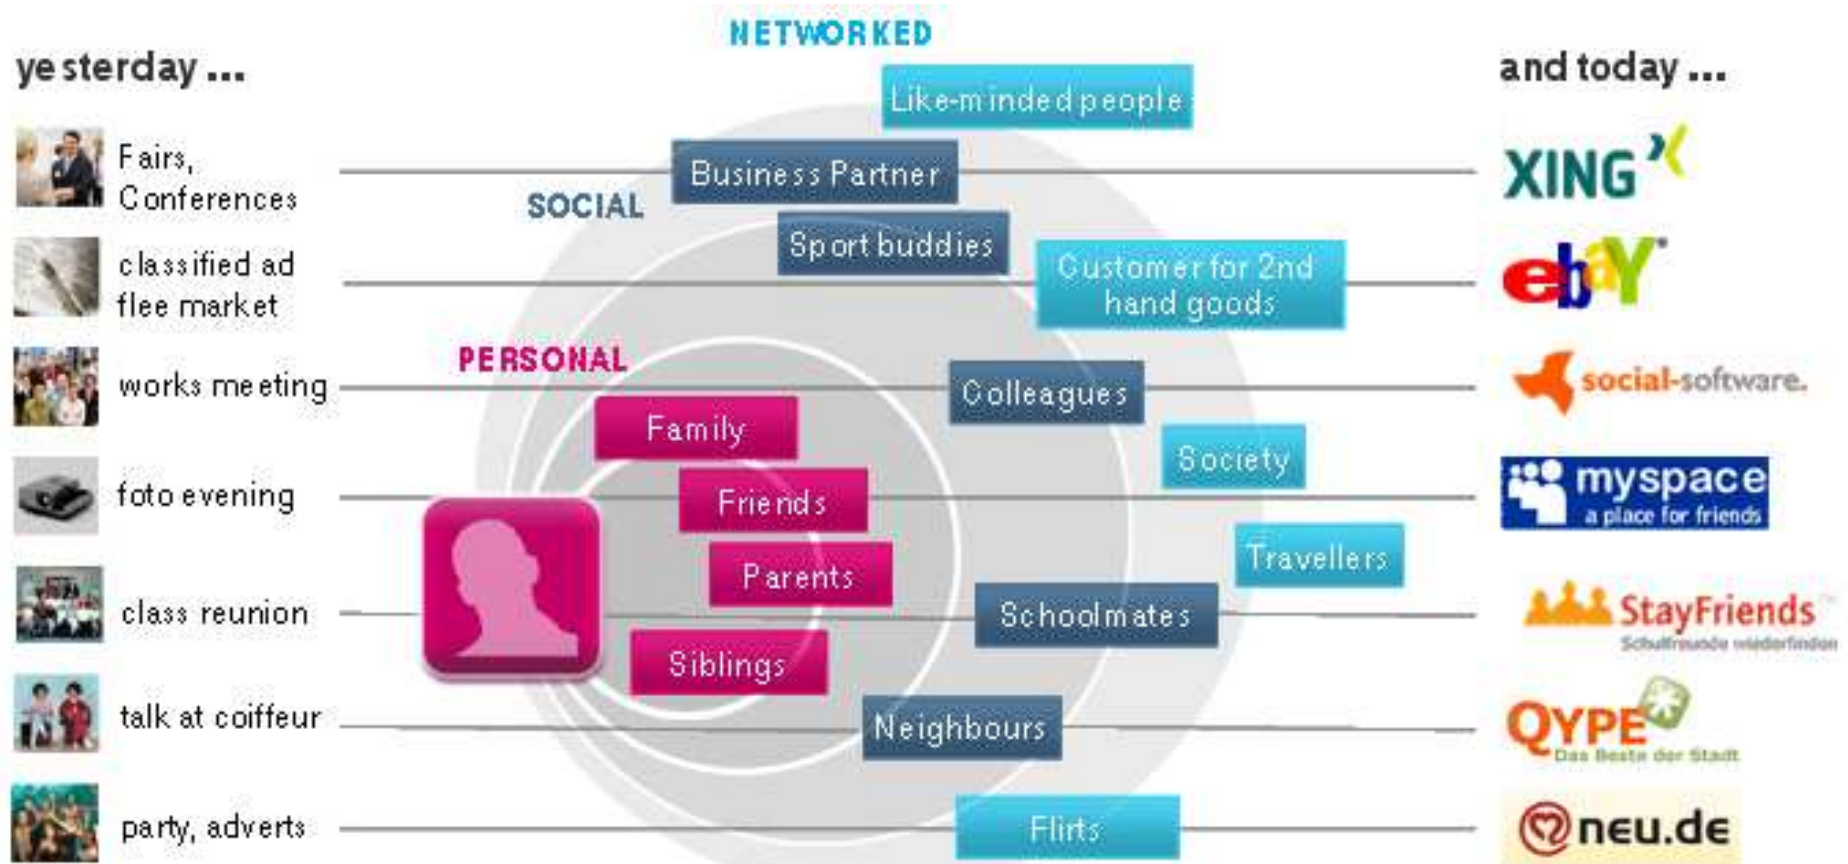 NETWORKED
yesterday ...
and today ...
Like-minded people
Fairs,
Conferences
Business Partner
XING
SOCIAL
Sport buddies
classified ad
flee market
Customer for 2nd
hand goods
ebaY
PERSONAL
works meeting
Colleagues
social-software.
Family
Society
foto evening
Friends
myspace
a place for friends
Travellers
Parents
class reunion
Schoolmates
StayFriends
Schulfreunde wiederfinden
Siblings
talk at coiffeur
Neighbours
QYPE
Das Beste der Stadt
party, adverts
Flirts
neu.de